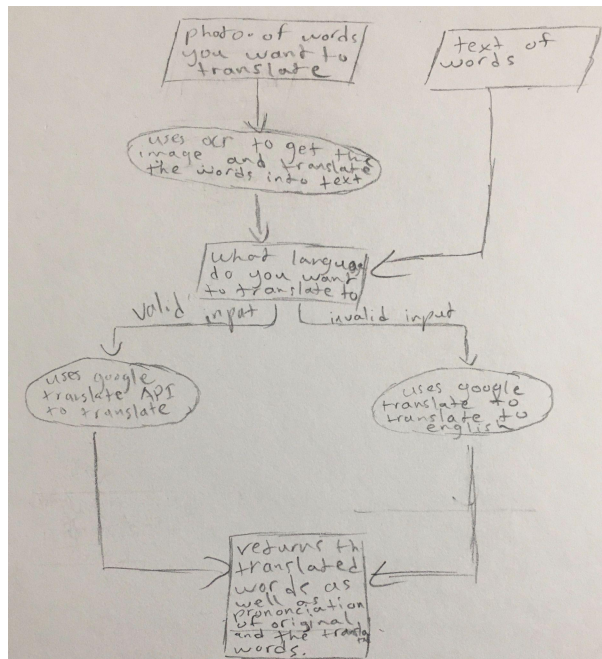 photo of words
you want to
translate
text of
words
uses ocr to get the
image and translate
the words into text
what language
do you want
to translate to
valid input
invalid input
uses google
translate API
to translate
uses google
translate to
translate to
english
returns th
translated
words as
well as
prononciation
of original,
and the
words.